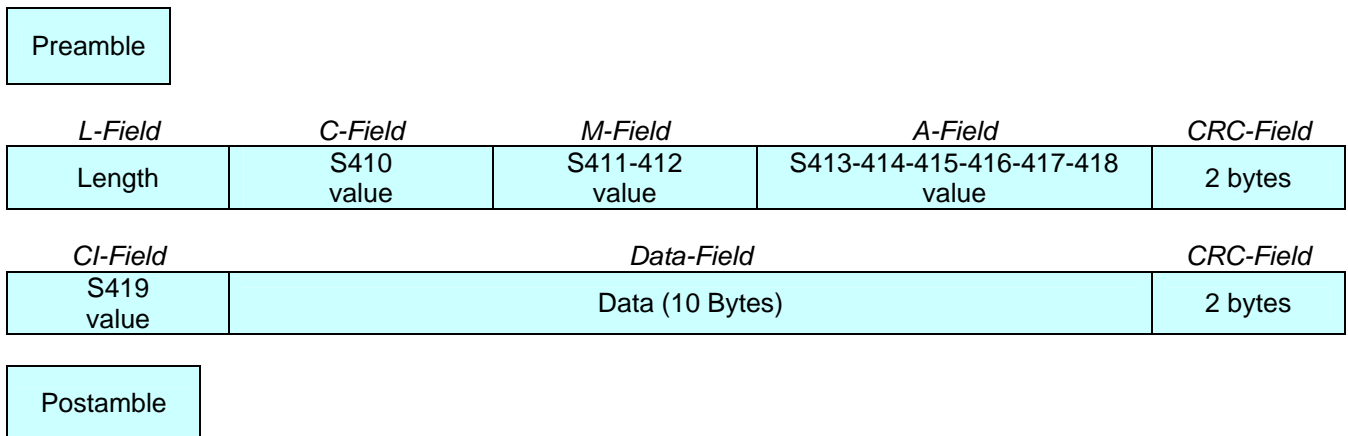 Preamble
L-Field C-Field M-Field A-Field CRC-Field
Length
S410
value
S411-412
value
S413-414-415-416-417-418
value
2 bytes
CI-Field Data-Field CRC-Field
S419
value
Data (10 Bytes)
2 bytes
Postamble